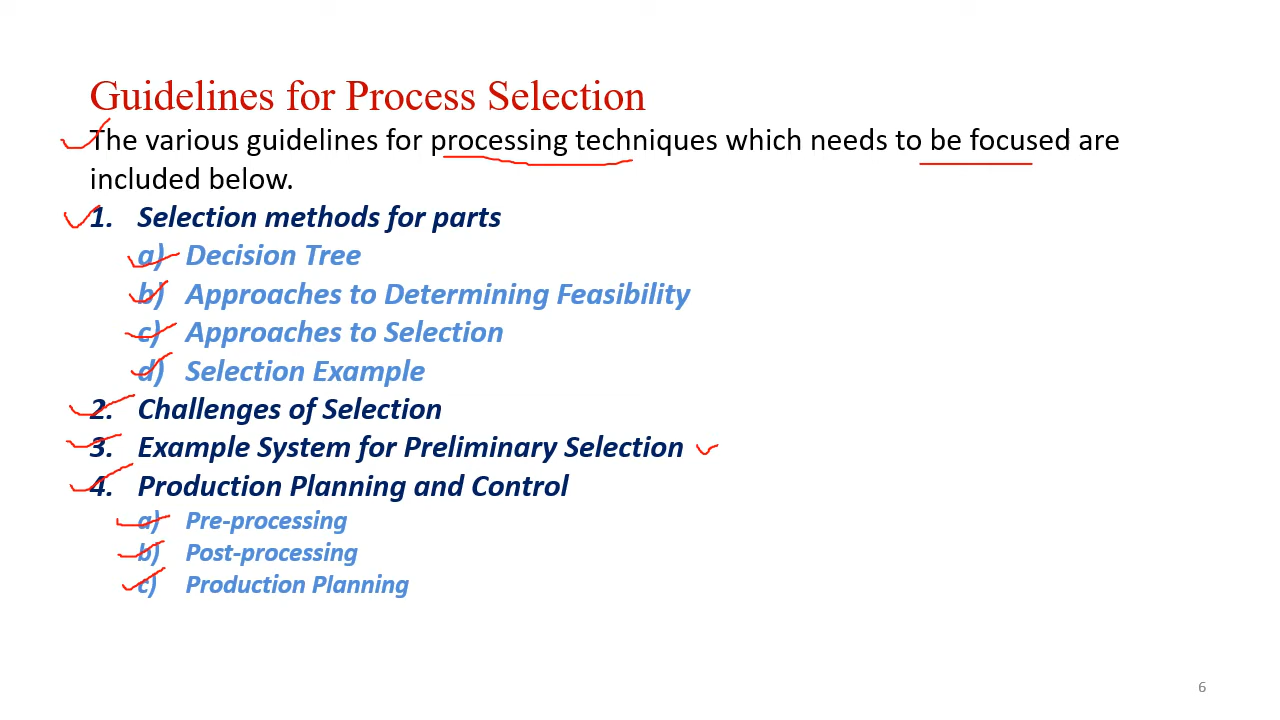 Guidelines for Process Selection
The various guidelines for processing techniques which needs to be focused are
included below.
1. Selection methods for parts
a) Decision Tree
b) Approaches to Determining Feasibility
c) Approaches to Selection
d) Selection Example
2. Challenges of Selection
3. Example System for Preliminary Selection
4. Production Planning and Control
a) Pre-processing
b) Post-processing
c) Production Planning
6